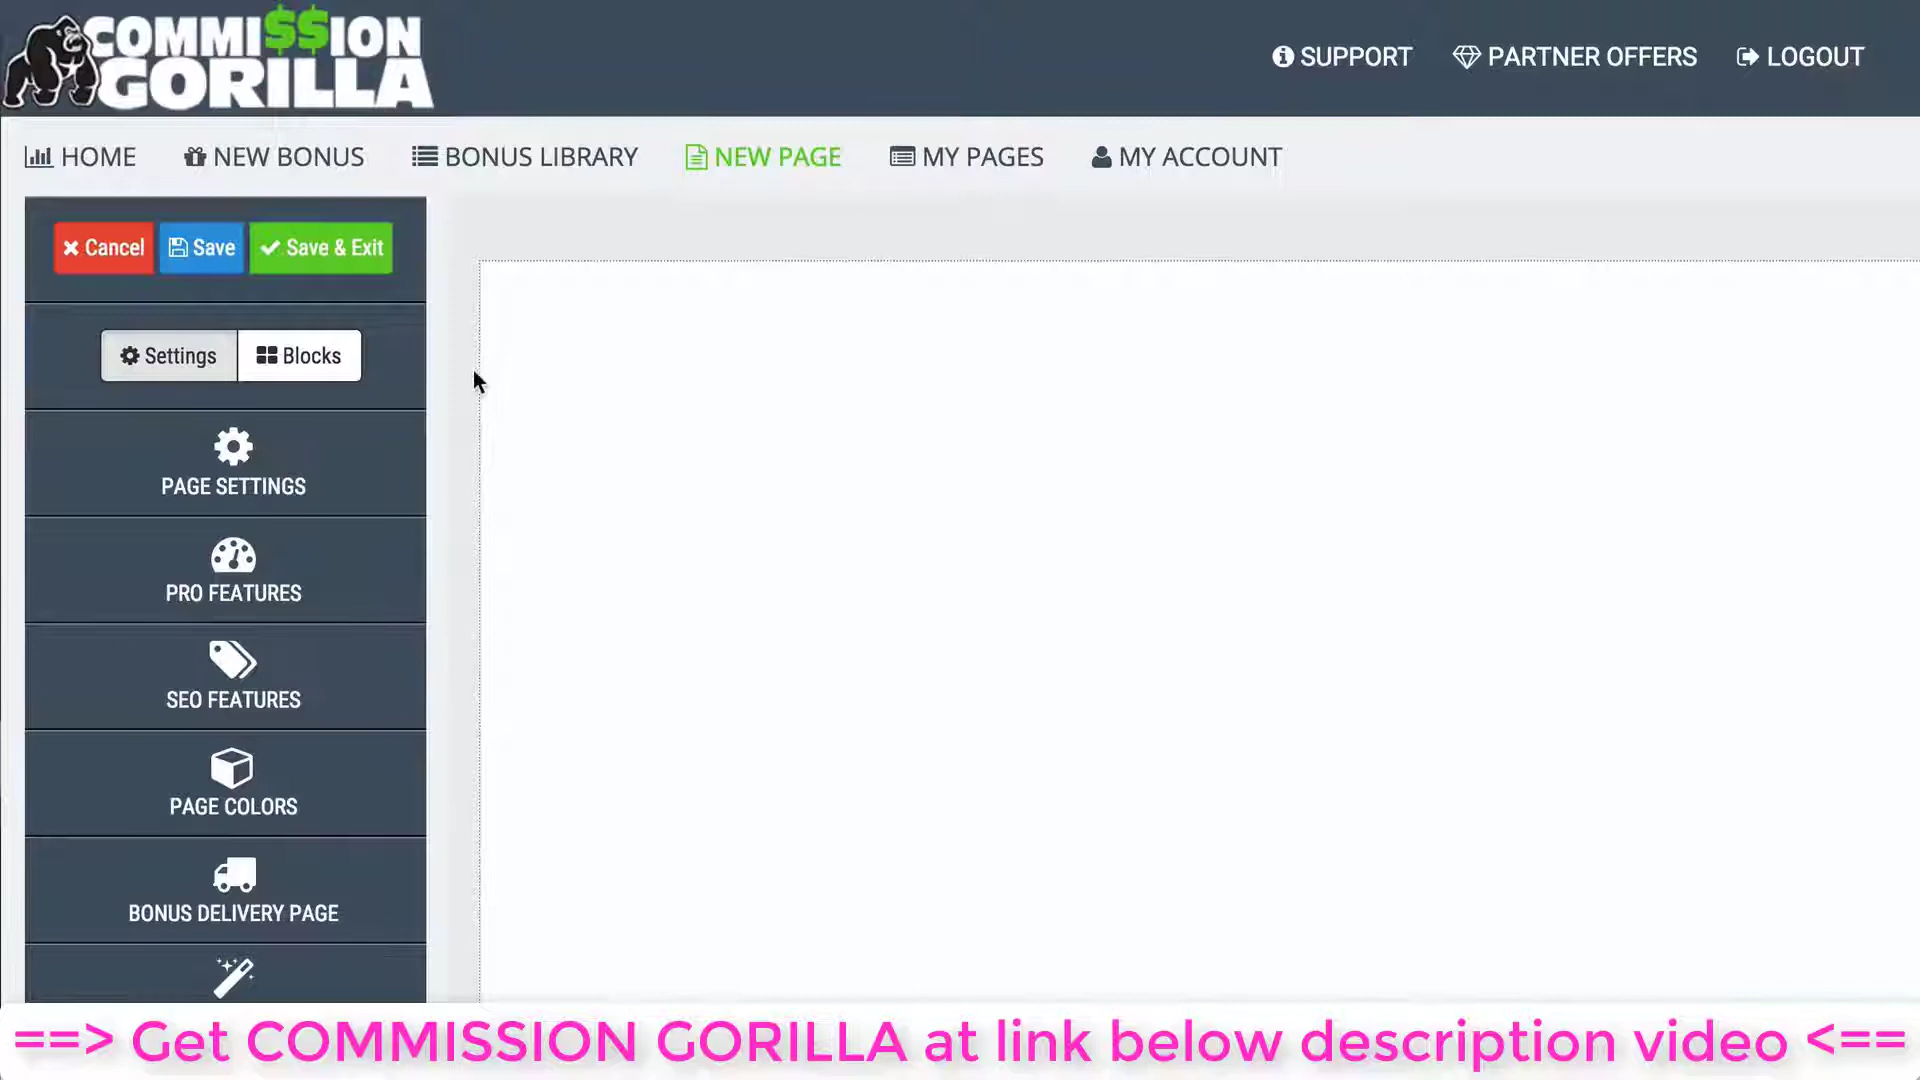 COMMI$$ION
GORILLA
SUPPORT PARTNER OFFERS LOGOUT
HOME NEW BONUS BONUS LIBRARY NEW PAGE MY PAGES MY ACCOUNT
Cancel Save Save & Exit
Settings Blocks
PAGE SETTINGS
PRO FEATURES
SEO FEATURES
PAGE COLORS
BONUS DELIVERY PAGE
==> Get COMMISSION GORILLA at link below description video <==